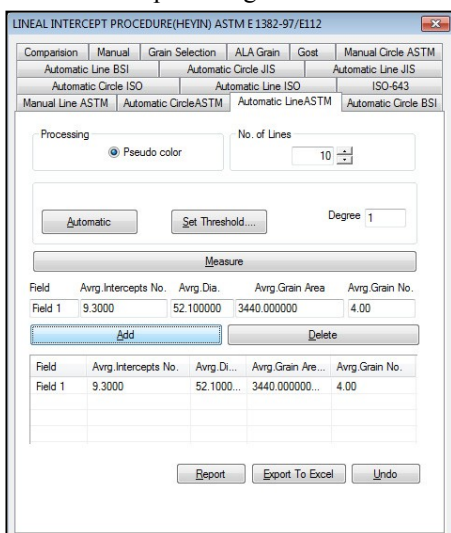 LINEAL INTERCEPT PROCEDURE(HEYIN) ASTM E 1382-97/E112
Comparision Manual Grain Selection ALA Grain Gost Manual Circle ASTM
Automatic Line BSI Automatic Circle JIS Automatic Line JIS
Automatic Circle ISO Automatic Line ISO ISO-643
Manual Line ASTM Automatic CircleASTM Automatic LineASTM Automatic Circle BSI
Processing No. of Lines
Pseudo color 10
Automatic Set Threshold.... Degree 1
Measure
Field Avrg.Intercepts No. Avrg.Dia. Avrg.Grain Area Avrg.Grain No.
Field 1 9.3000 52.100000 3440.000000 4.00
Add Delete
Field Avrg.Intercepts No. Avrg.Di... Avrg.Grain Are... Avrg.Grain No.
Field 1 9.3000 52.1000... 3440.000000... 4.00
Report Export To Excel Undo